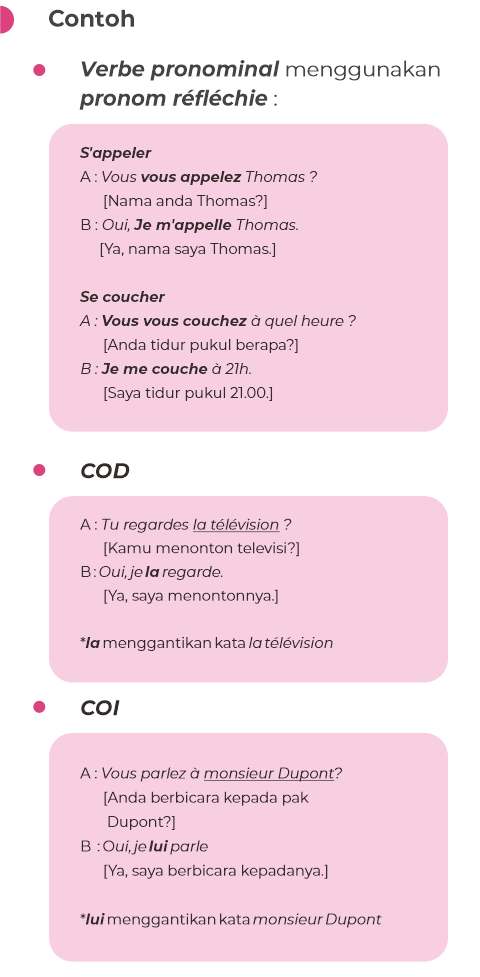 Contoh
Verbe pronominal menggunakan
pronom réfléchie :
S'appeler
A : Vous vous appelez Thomas ?
[Nama anda Thomas?]
B : Oui, Je m'appelle Thomas.
[Ya, nama saya Thomas.]
Se coucher
A : Vous vous couchez à quel heure ?
[Anda tidur pukul berapa?]
B : Je me couche à 21h.
[Saya tidur pukul 21.00.]
COD
A : Tu regardes la télévision ?
[Kamu menonton televisi?]
B : Oui, je la regarde.
[Ya, saya menontonnya.]
*la menggantikan kata la télévision
COI
A : Vous parlez à monsieur Dupont?
[Anda berbicara kepada pak
Dupont?]
B : Oui, je lui parle
[Ya, saya berbicara kepadanya.]
*lui menggantikan kata monsieur Dupont